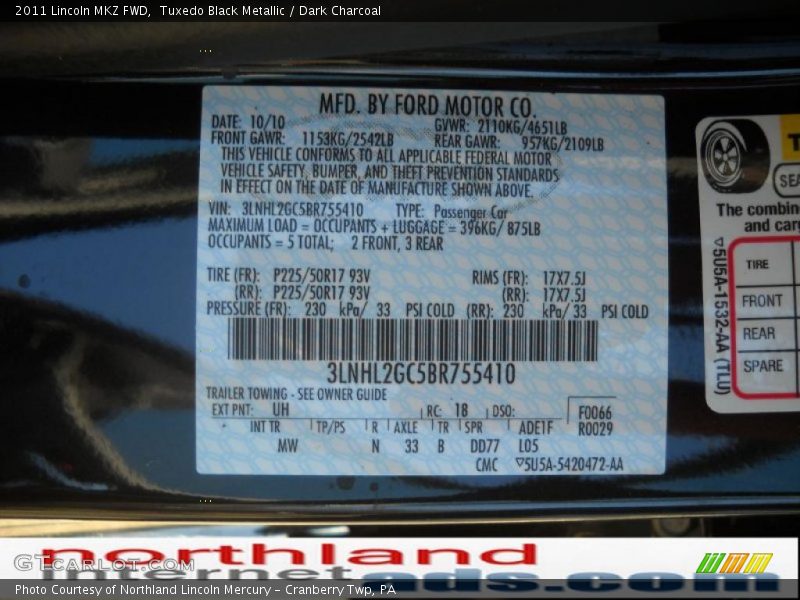 2011 Lincoln MKZ FWD,  Tuxedo Black Metallic / Dark Charcoal
MFD. BY FORD MOTOR CO.
DATE: 10/10 GVWR: 2110KG/4651LB
FRONT GAWR: 1153KG/2542LB REAR GAWR: 957KG/2109LB
THIS VEHICLE CONFORMS TO ALL APPLICABLE FEDERAL MOTOR
VEHICLE SAFETY, BUMPER, AND THEFT PREVENTION STANDARDS
IN EFFECT ON THE DATE OF MANUFACTURE SHOWN ABOVE.
VIN: 3LNHL2GC5BR755410 TYPE: Passenger Car
MAXIMUM LOAD = OCCUPANTS + LUGGAGE = 396KG/ 875LB
OCCUPANTS = 5 TOTAL; 2 FRONT, 3 REAR
TIRE (FR): P225/50R17 93V RIMS (FR): 17X7.5J
(RR): P225/50R17 93V (RR): 17X7.5J
PRESSURE (FR): 230 kPa/ 33 PSI COLD (RR): 230 kPa/ 33 PSI COLD
3LNHL2GC5BR755410
TRAILER TOWING - SEE OWNER GUIDE
EXT PNT: UH RC: 18 DSO: F0066
INT TR TP/PS R AXLE TR SPR ADE1F R0029
MW N 33 B DD77 L05
CMC ▽5U5A-5420472-AA
T
SEA
The combin
and carg
▽5U5A-1532-AA (TLU)
TIRE
FRONT
REAR
SPARE
northland
internetads.com
GTCarLot.com
Photo Courtesy of Northland Lincoln Mercury – Cranberry Twp, PA